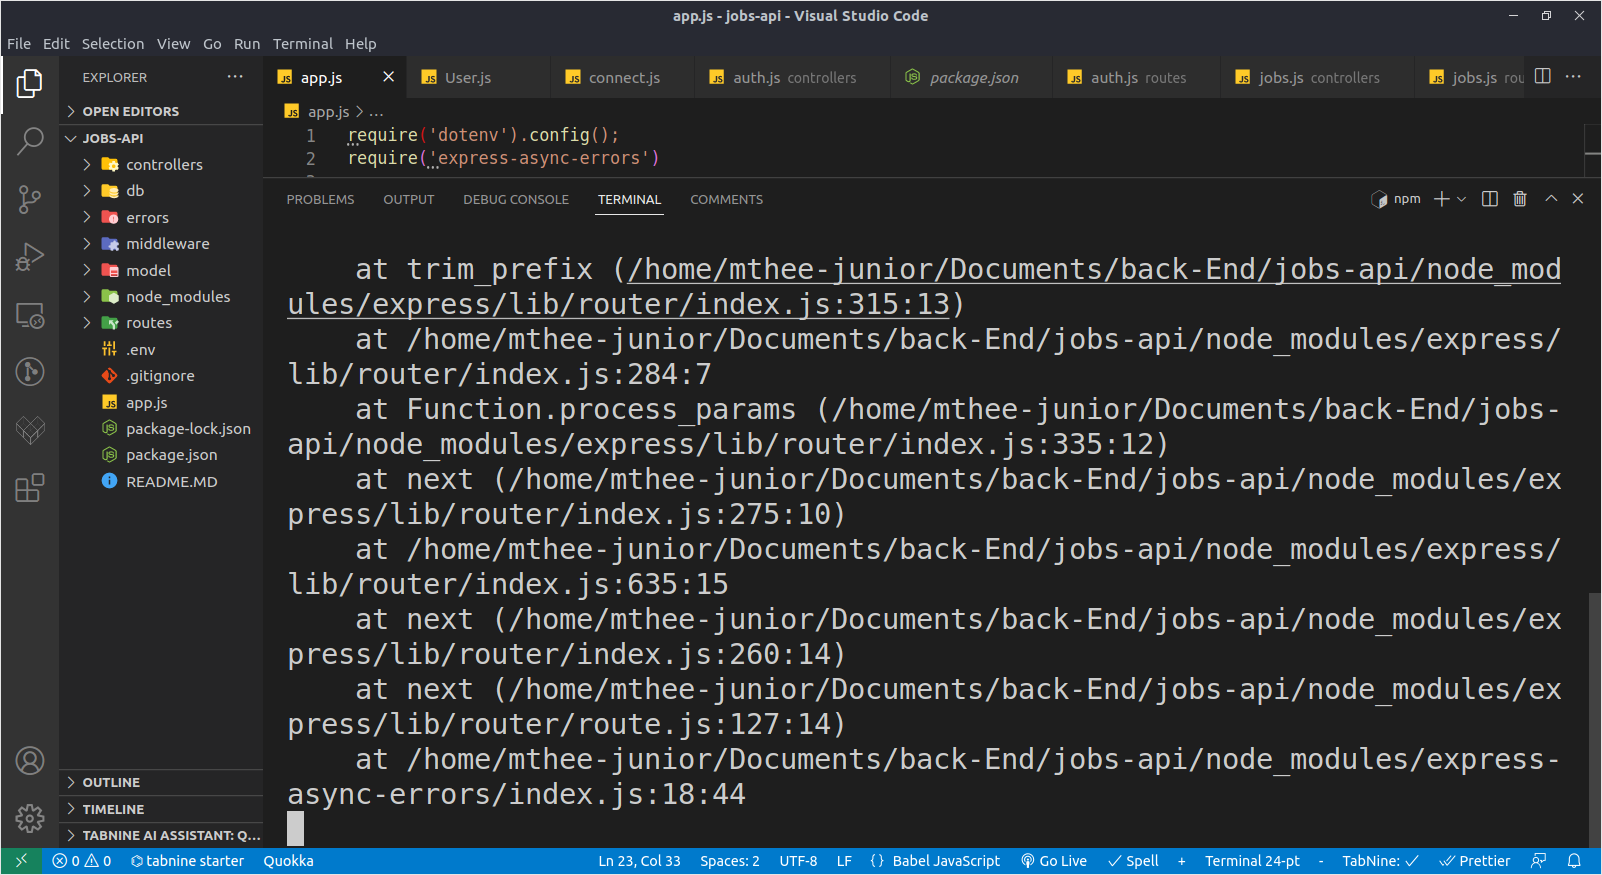 app.js - jobs-api - Visual Studio Code
File Edit Selection View Go Run Terminal Help
EXPLORER
app.js
User.js
connect.js
auth.js controllers
package.json
auth.js routes
jobs.js controllers
jobs.js rou
OPEN EDITORS
JOBS-API
controllers
db
errors
middleware
model
node_modules
routes
.env
.gitignore
app.js
package-lock.json
package.json
README.MD
OUTLINE
TIMELINE
TABNINE AI ASSISTANT: Q...
app.js > ...
1 require('dotenv').config();
2 require('express-async-errors')
PROBLEMS OUTPUT DEBUG CONSOLE TERMINAL COMMENTS
npm
at trim_prefix (/home/mthee-junior/Documents/back-End/jobs-api/node_mod
ules/express/lib/router/index.js:315:13)
at /home/mthee-junior/Documents/back-End/jobs-api/node_modules/express/
lib/router/index.js:284:7
at Function.process_params (/home/mthee-junior/Documents/back-End/jobs-
api/node_modules/express/lib/router/index.js:335:12)
at next (/home/mthee-junior/Documents/back-End/jobs-api/node_modules/ex
press/lib/router/index.js:275:10)
at /home/mthee-junior/Documents/back-End/jobs-api/node_modules/express/
lib/router/index.js:635:15
at next (/home/mthee-junior/Documents/back-End/jobs-api/node_modules/ex
press/lib/router/index.js:260:14)
at next (/home/mthee-junior/Documents/back-End/jobs-api/node_modules/ex
press/lib/router/route.js:127:14)
at /home/mthee-junior/Documents/back-End/jobs-api/node_modules/express-
async-errors/index.js:18:44
0 0 tabnine starter Quokka Ln 23, Col 33 Spaces: 2 UTF-8 LF {} Babel JavaScript Go Live Spell + Terminal 24-pt - TabNine: Prettier